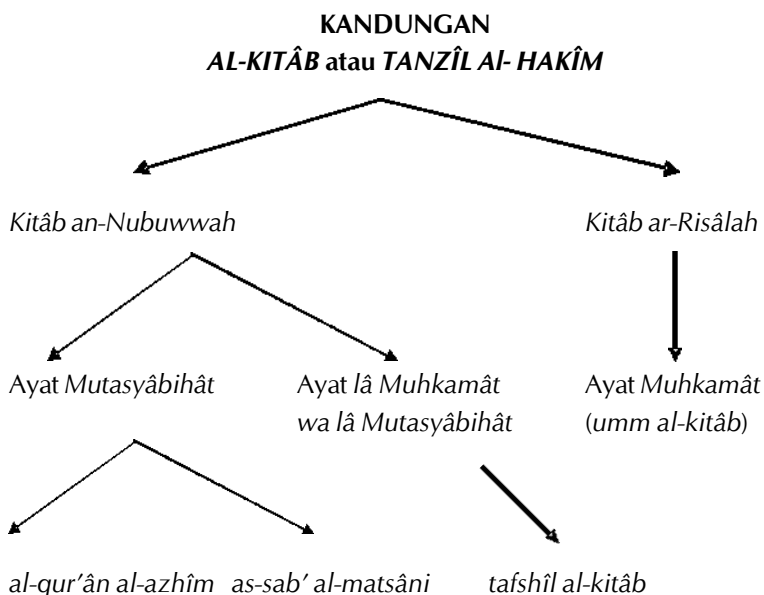 KANDUNGAN
AL-KITÂB atau TANZÎL Al- HAKÎM
Kitâb an-Nubuwwah
Kitâb ar-Risâlah
Ayat Mutasyâbihât
Ayat lâ Muhkamât
wa lâ Mutasyâbihât
Ayat Muhkamât
(umm al-kitâb)
al-qur’ân al-azhîm
as-sab’ al-matsâni
tafshîl al-kitâb